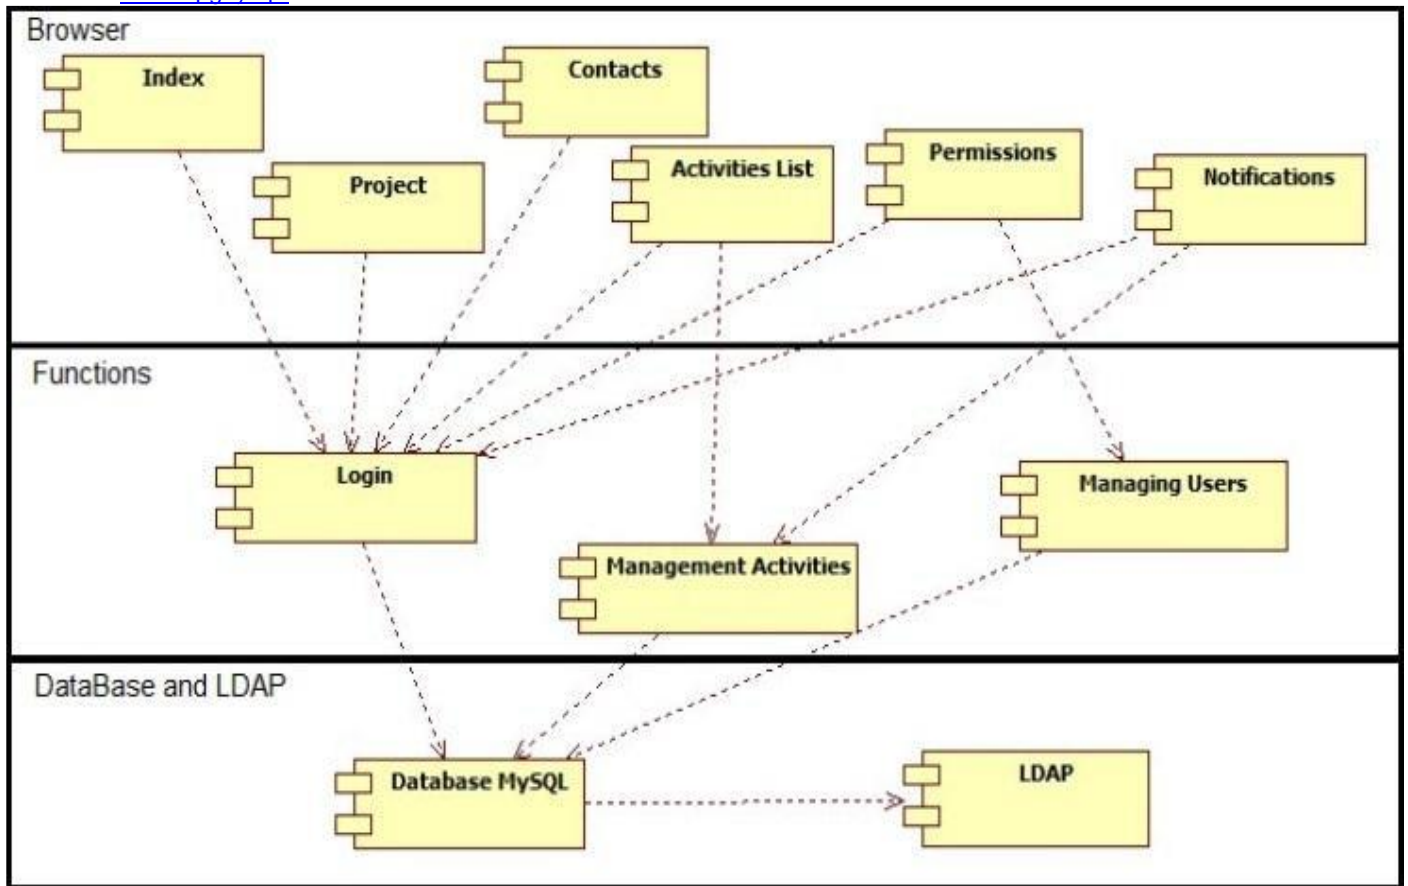 Browser
Index
Contacts
Project
Activities List
Permissions
Notifications
Functions
Login
Managing Users
Management Activities
DataBase and LDAP
Database MySQL
LDAP